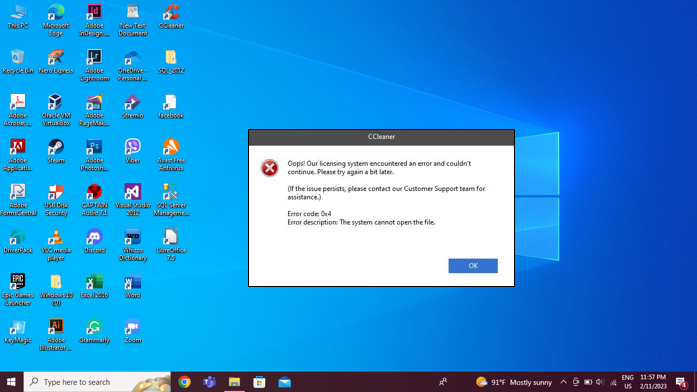 This PC
Microsoft Edge
Adobe InDesign ...
New Text Document
CCleaner
Recycle Bin
Nero Express
Adobe Lightroom
OneDrive - Personal ...
SQL_2012
Adobe Acrobat ...
Oracle VM VirtualBox
Adobe PageMak...
Stremio
facebook
Adobe Applicati...
Steam
Adobe Photosh...
Viber
Avast Free Antivirus
Adobe FormsCentral
USB Disk Security
CAPTAIN Audio 7.1
Visual Studio 2012
SQL Server Manageme...
DriverPack
VLC media player
Discord
Whizzo Dictionary
LibreOffice 7.3
Epic Games Launcher
Windows 10 (D)
Excel 2016
Word
KeyMagic
Adobe Illustrator ...
Grammarly
Zoom
CCleaner
Oops! Our licensing system encountered an error and couldn't
continue. Please try again a bit later.
(If the issue persists, please contact our Customer Support team for
assistance.)
Error code: 0x4
Error description: The system cannot open the file.
OK
Type here to search
91°F Mostly sunny
ENG
US
11:57 PM
2/11/2023